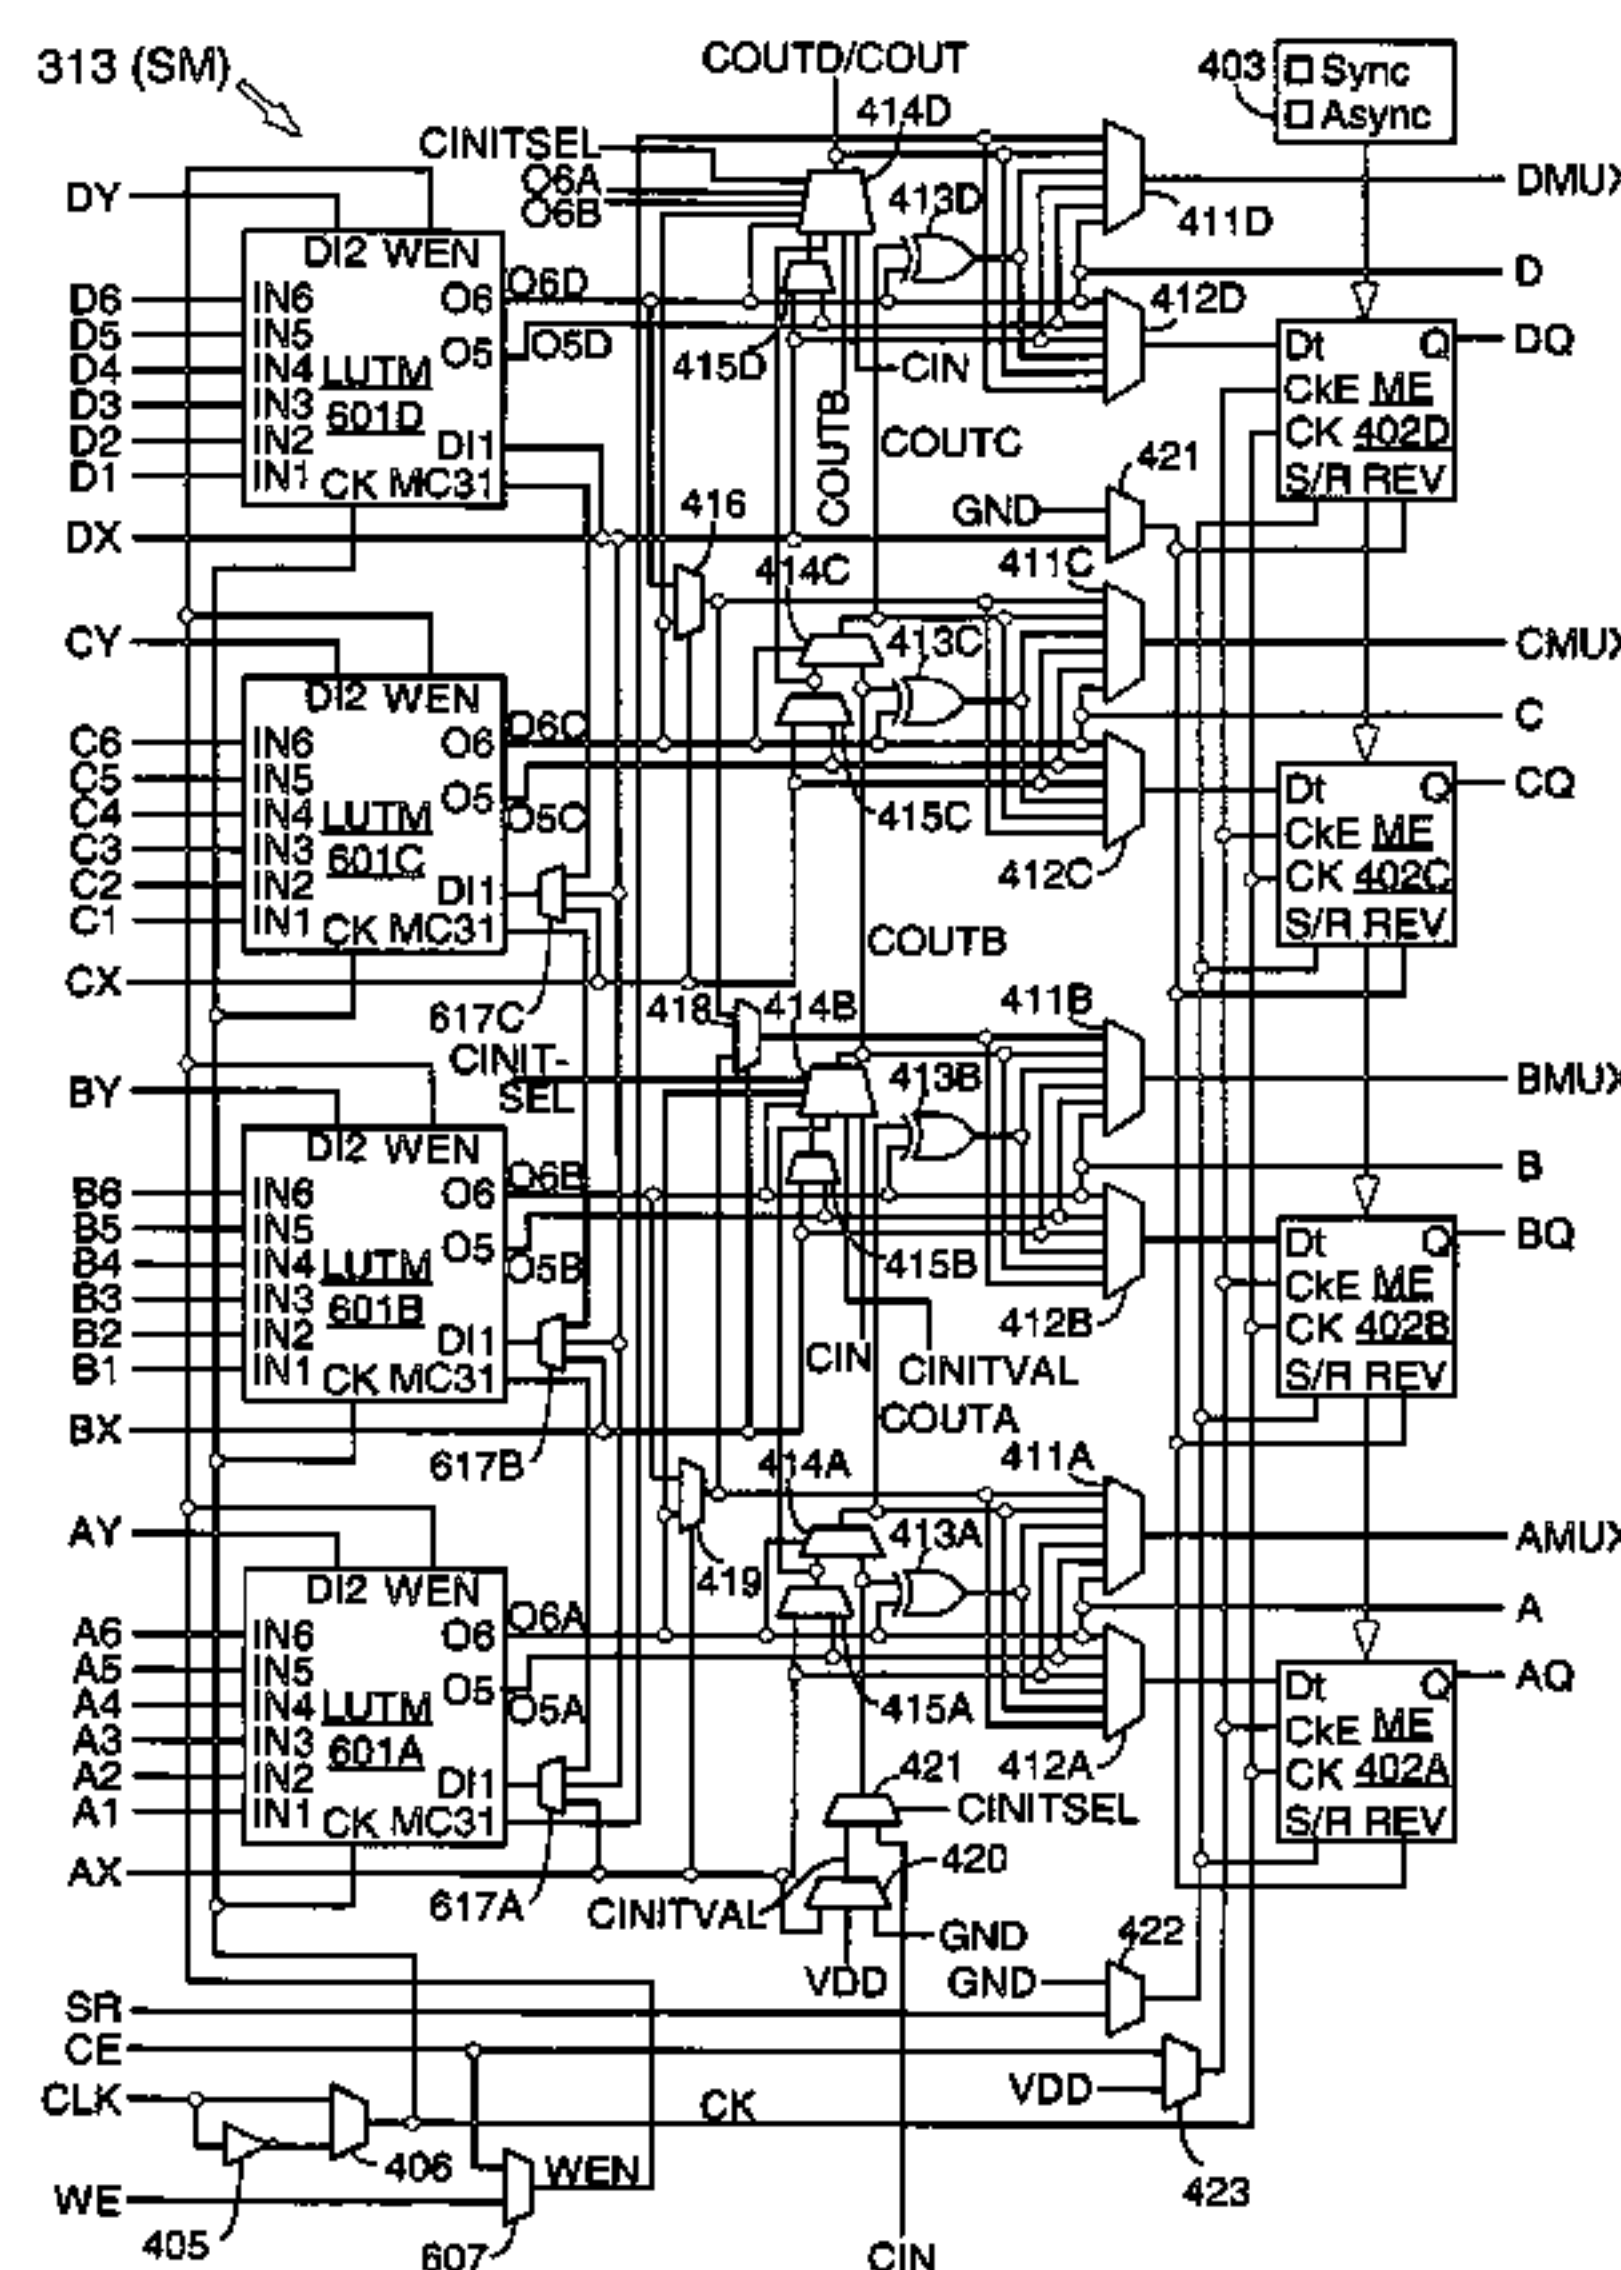 313 (SM)
COUTD/COUT
403
Sync
Async
414D
CINITSEL
O6A
O6B
413D
DMUX
411D
DY
DI2 WEN
D6 IN6 O6 O6D
D5 IN5
D4 IN4 O5 O5D
D3 IN3
D2 IN2
D1 IN1
LUTM
601D
DI1
CK MC31
415D
CIN
COUTB
COUTC
412D
D
Dt Q DQ
CkE ME
CK 402D
S/R REV
421
GND
DX
416
414C
411C
CY
DI2 WEN
413C
CMUX
C6 IN6 O6 O6C
C5 IN5
C4 IN4 O5 O5C
C3 IN3
C2 IN2
C1 IN1
LUTM
601C
DI1
CK MC31
415C
412C
C
Dt Q CQ
CkE ME
CK 402C
S/R REV
COUTB
CX
617C
418
414B
411B
CINIT-
SEL
413B
BMUX
BY
DI2 WEN
B6 IN6 O6 O6B
B5 IN5
B4 IN4 O5 O5B
B3 IN3
B2 IN2
B1 IN1
LUTM
601B
DI1
CK MC31
415B
412B
B
Dt Q BQ
CkE ME
CK 402B
S/R REV
CIN
CINITVAL
COUTA
BX
617B
414A
411A
AY
DI2 WEN
419
413A
AMUX
A6 IN6 O6 O6A
A5 IN5
A4 IN4 O5 O5A
A3 IN3
A2 IN2
A1 IN1
LUTM
601A
DI1
CK MC31
415A
412A
A
Dt Q AQ
CkE ME
CK 402A
S/R REV
421
CINITSEL
AX
617A
420
CINITVAL
GND
VDD
GND
422
SR
CE
VDD
CLK
CK
406
WEN
423
WE
405
607
CIN